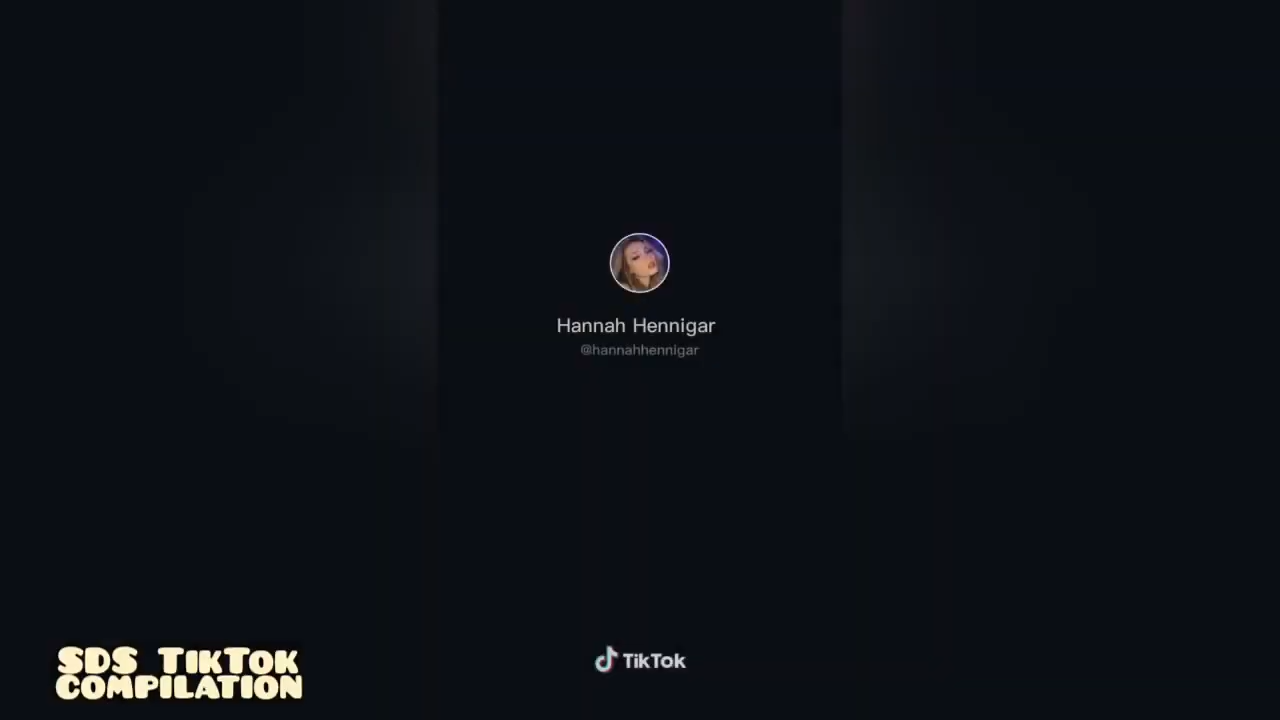 Hannah Hennigar
@hannahhennigar
TikTok
SDS TIKTOK
COMPILATION